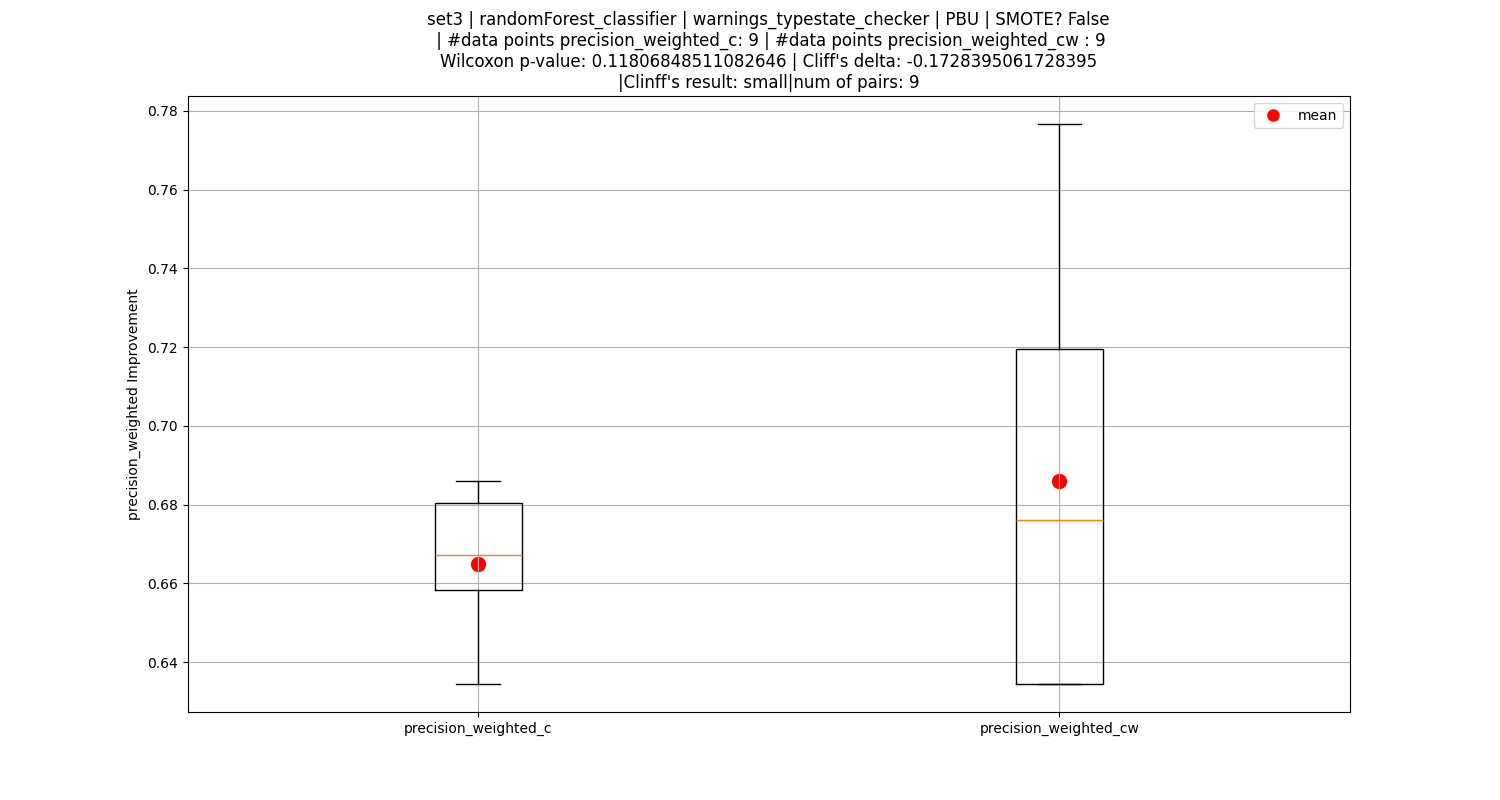 set3 | randomForest_classifier | warnings_typestate_checker | PBU | SMOTE? False
| #data points precision_weighted_c: 9 | #data points precision_weighted_cw : 9
Wilcoxon p-value: 0.11806848511082646 | Cliff's delta: -0.1728395061728395
|Clinff's result: small|num of pairs: 9
mean
precision_weighted Improvement
0.78
0.76
0.74
0.72
0.70
0.68
0.66
0.64
precision_weighted_c
precision_weighted_cw